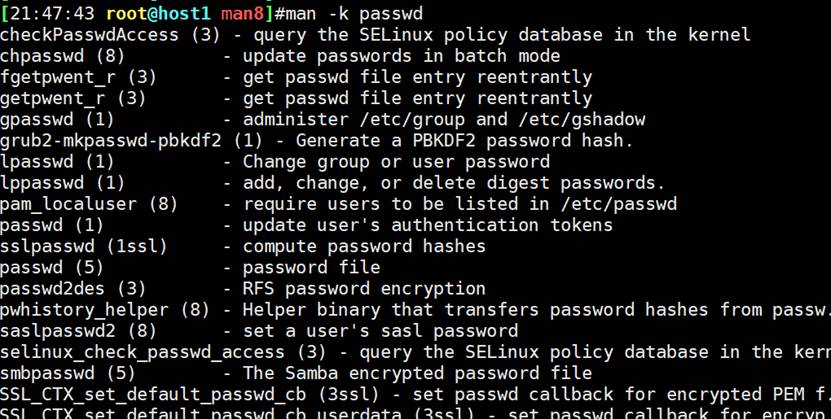 [21:47:43 root@host1 man8]#man -k passwd
checkPasswdAccess (3) - query the SELinux policy database in the kernel
chpasswd (8)         - update passwords in batch mode
fgetpwent_r (3)      - get passwd file entry reentrantly
getpwent_r (3)       - get passwd file entry reentrantly
gpasswd (1)          - administer /etc/group and /etc/gshadow
grub2-mkpasswd-pbkdf2 (1) - Generate a PBKDF2 password hash.
lpasswd (1)          - Change group or user password
lppasswd (1)         - add, change, or delete digest passwords.
pam_localuser (8)    - require users to be listed in /etc/passwd
passwd (1)           - update user's authentication tokens
sslpasswd (1ssl)     - compute password hashes
passwd (5)           - password file
passwd2des (3)       - RFS password encryption
pwhistory_helper (8) - Helper binary that transfers password hashes from passw.
saslpasswd2 (8)      - set a user's sasl password
selinux_check_passwd_access (3) - query the SELinux policy database in the kern
smbpasswd (5)        - The Samba encrypted password file
SSL_CTX_set_default_passwd_cb (3ssl) - set passwd callback for encrypted PEM f.
SSL_CTX_set_default_passwd_cb_userdata (3ssl) - set passwd callback for encryp